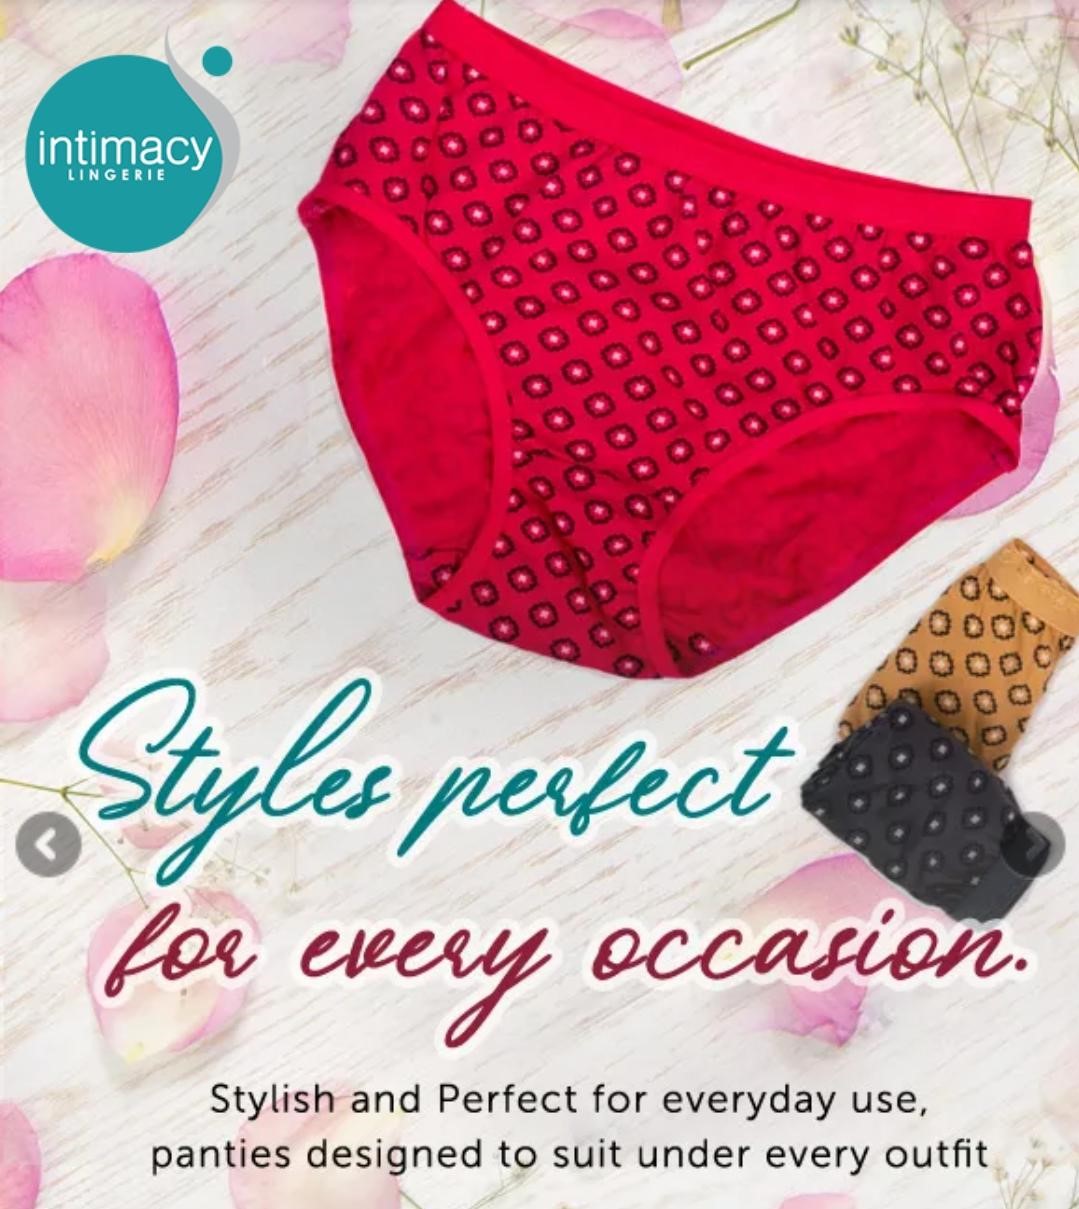 intimacy
LINGERIE
Styles perfect
for every occasion.
Stylish and Perfect for everyday use,
panties designed to suit under every outfit